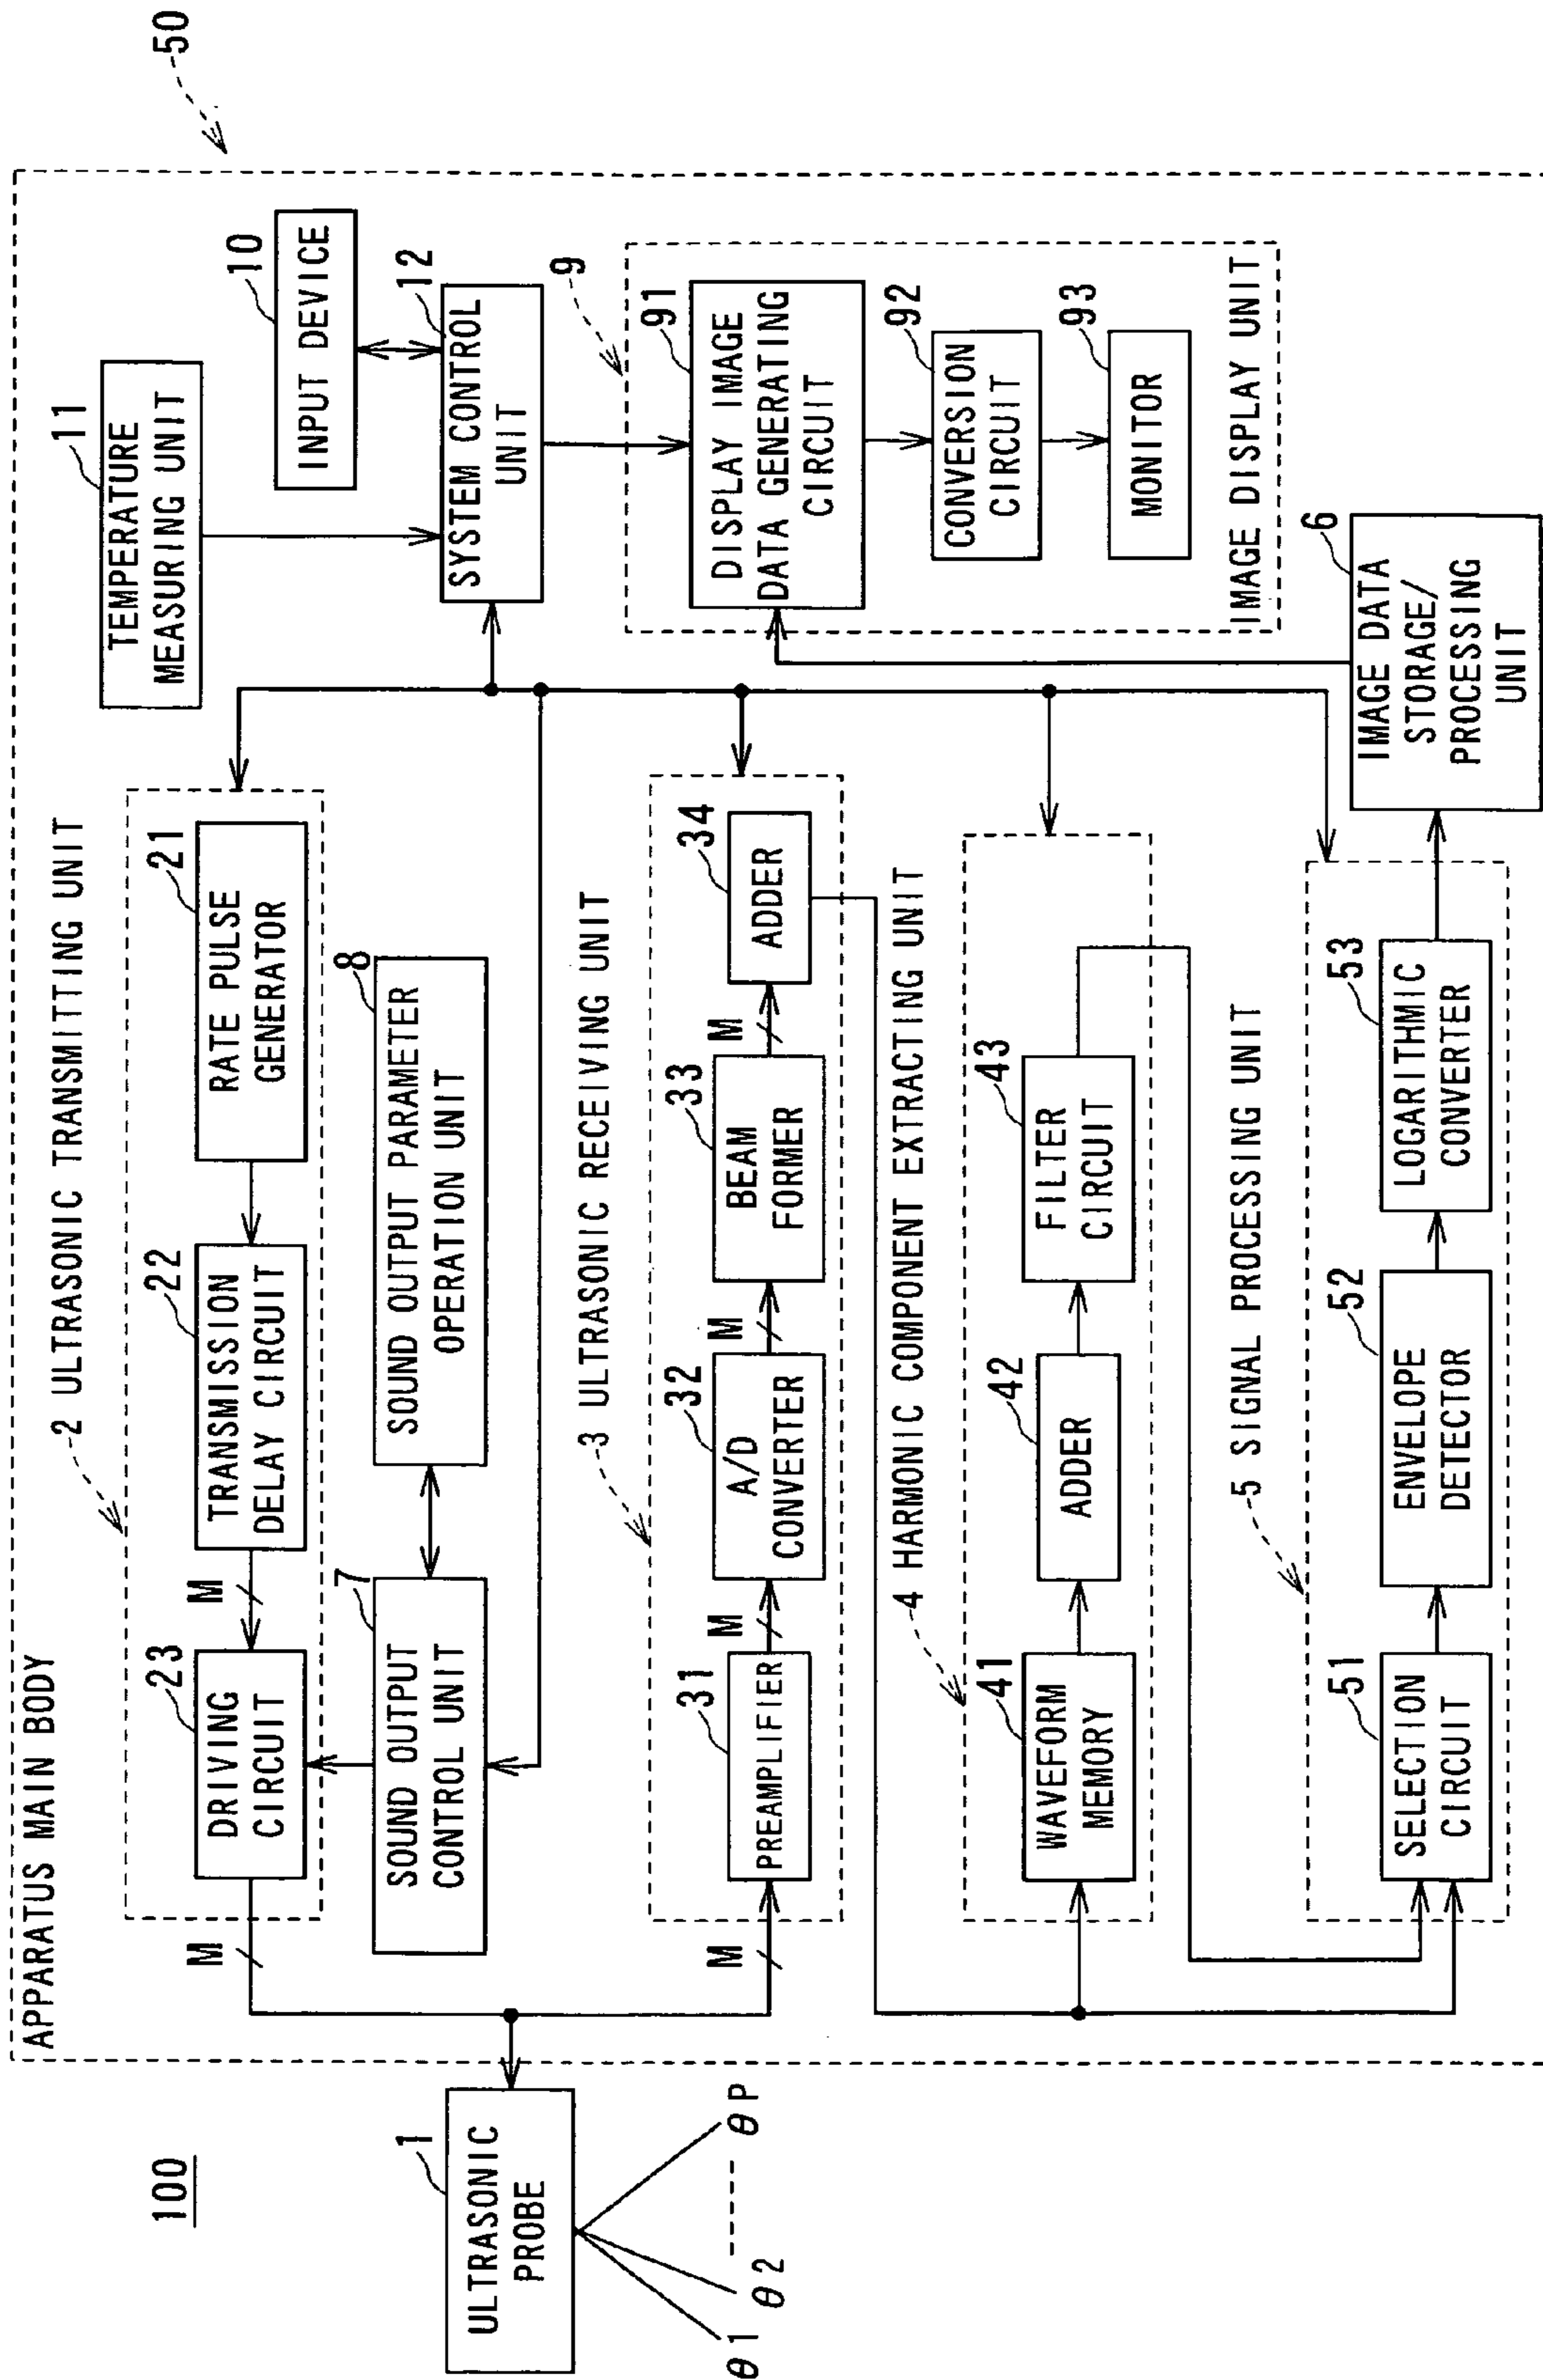 100
50
APPARATUS MAIN BODY
1
ULTRASONIC
PROBE
θ1
θ2
θP
2 ULTRASONIC TRANSMITTING UNIT
M
23
DRIVING
CIRCUIT
M
22
TRANSMISSION
DELAY CIRCUIT
21
RATE PULSE
GENERATOR
11
TEMPERATURE
MEASURING UNIT
10
INPUT DEVICE
7
SOUND OUTPUT
CONTROL UNIT
8
SOUND OUTPUT PARAMETER
OPERATION UNIT
12
SYSTEM CONTROL
UNIT
3 ULTRASONIC RECEIVING UNIT
M
31
PREAMPLIFIER
M
32
A/D
CONVERTER
M
33
BEAM
FORMER
M
34
ADDER
9
91
DISPLAY IMAGE
DATA GENERATING
CIRCUIT
92
CONVERSION
CIRCUIT
93
MONITOR
IMAGE DISPLAY UNIT
4 HARMONIC COMPONENT EXTRACTING UNIT
41
WAVEFORM
MEMORY
42
ADDER
43
FILTER
CIRCUIT
5 SIGNAL PROCESSING UNIT
51
SELECTION
CIRCUIT
52
ENVELOPE
DETECTOR
53
LOGARITHMIC
CONVERTER
6
IMAGE DATA
STORAGE/
PROCESSING
UNIT